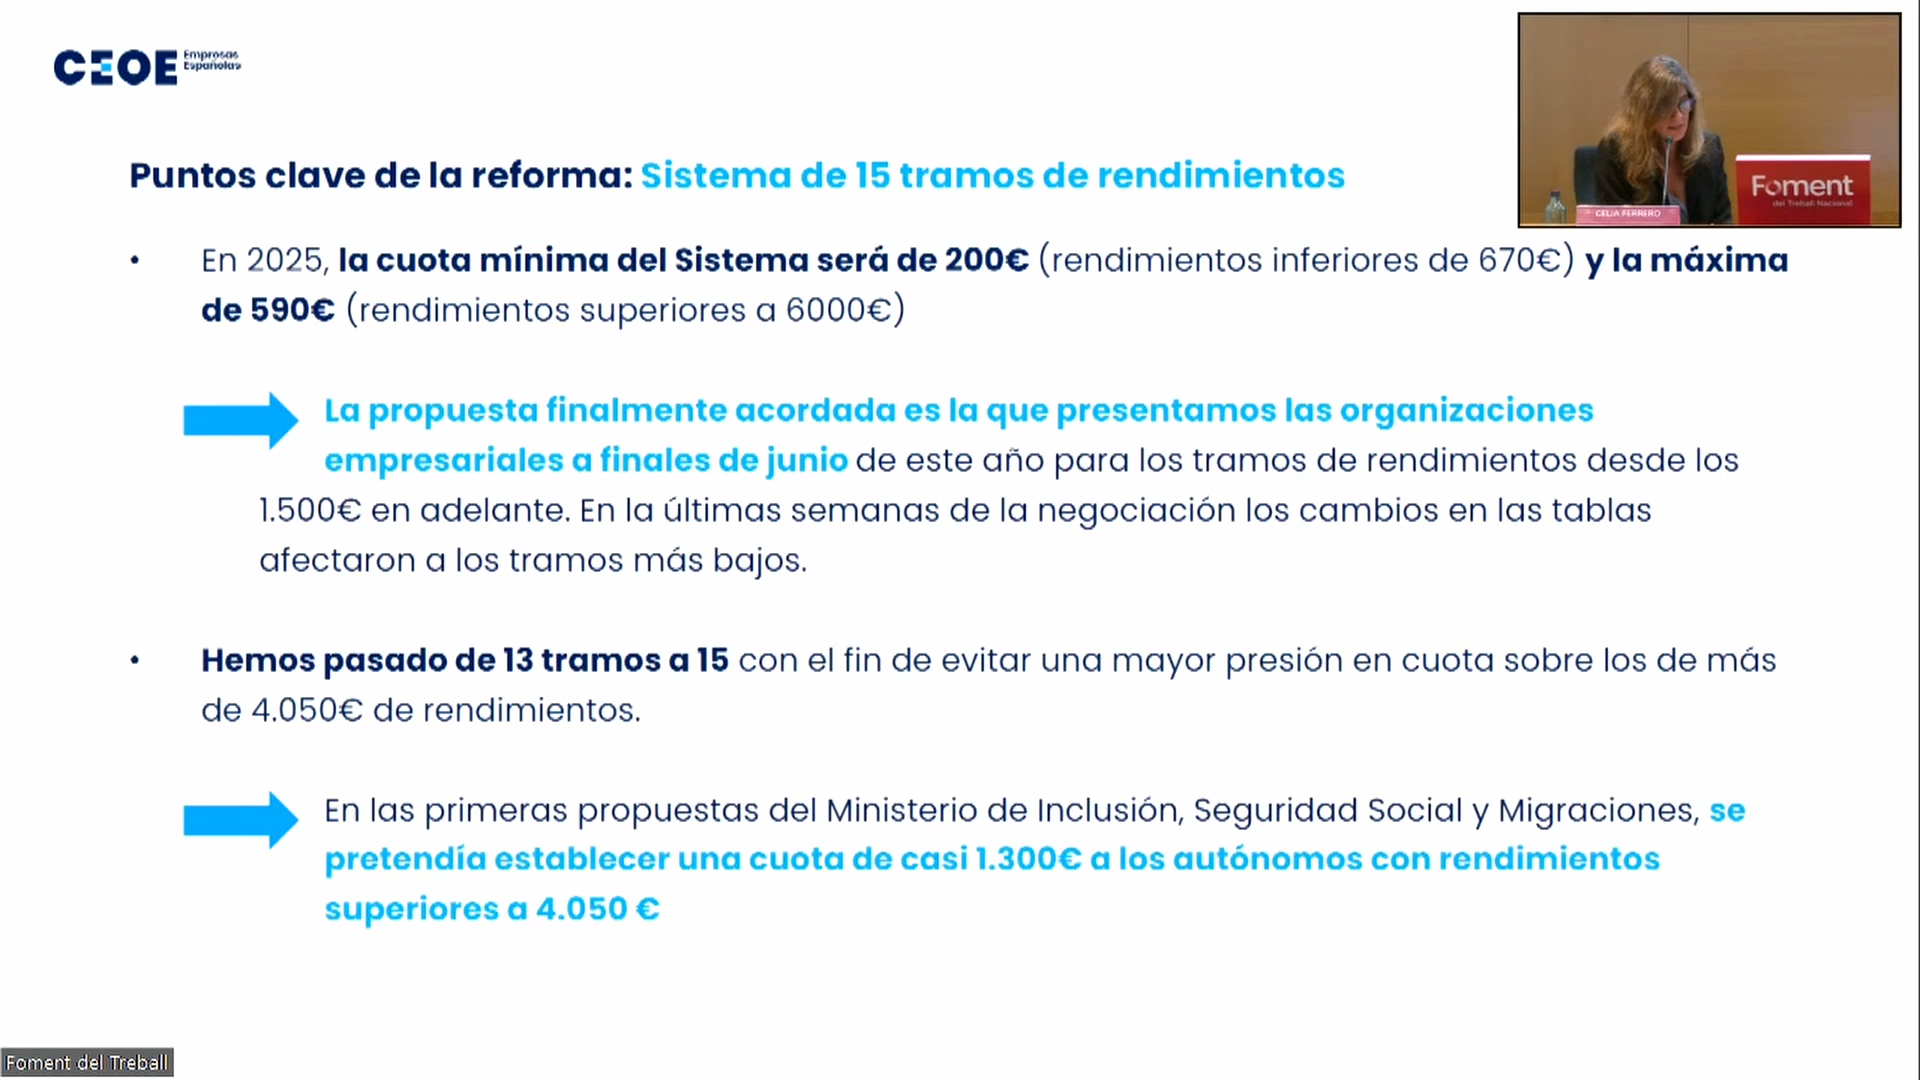 CEOE Empresas
Españolas
Puntos clave de la reforma: Sistema de 15 tramos de rendimientos
Foment
del Treball Nacional
CELIA FERRERO
• En 2025, la cuota mínima del Sistema será de 200€ (rendimientos inferiores de 670€) y la máxima
de 590€ (rendimientos superiores a 6000€)
La propuesta finalmente acordada es la que presentamos las organizaciones
empresariales a finales de junio de este año para los tramos de rendimientos desde los
1.500€ en adelante. En la últimas semanas de la negociación los cambios en las tablas
afectaron a los tramos más bajos.
• Hemos pasado de 13 tramos a 15 con el fin de evitar una mayor presión en cuota sobre los de más
de 4.050€ de rendimientos.
En las primeras propuestas del Ministerio de Inclusión, Seguridad Social y Migraciones, se
pretendía establecer una cuota de casi 1.300€ a los autónomos con rendimientos
superiores a 4.050 €
Foment del Treball